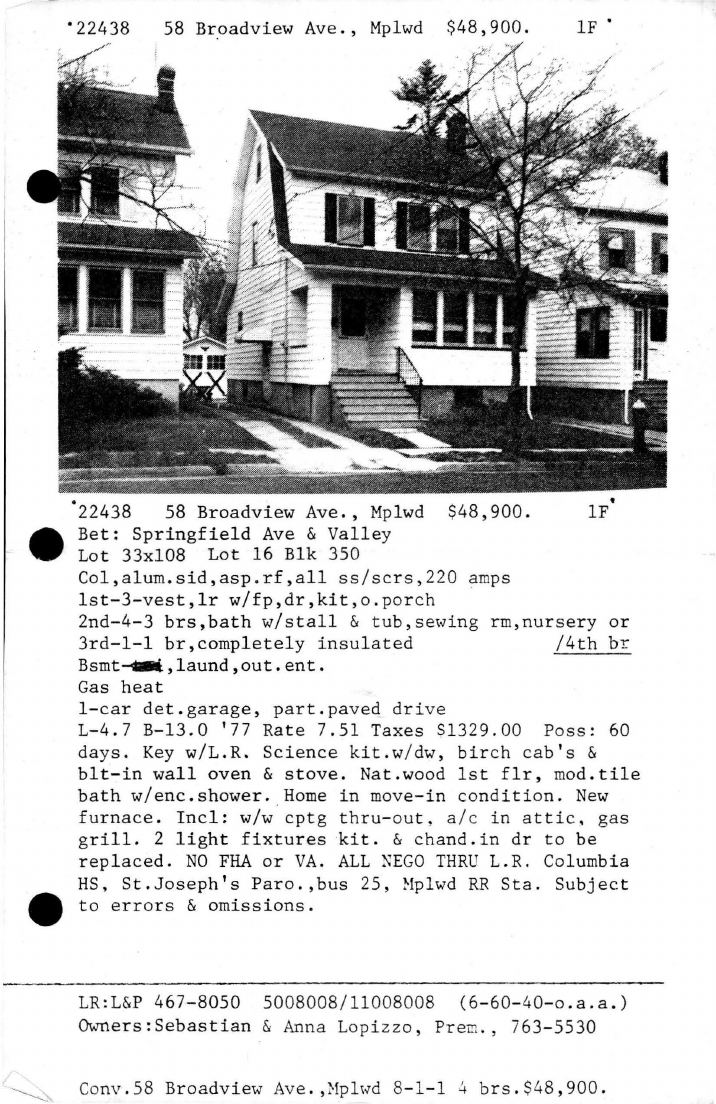 22438 58 Broadview Ave., Mplwd $48,900. 1F
22438 58 Broadview Ave., Mplwd $48,900. 1F
Bet: Springfield Ave & Valley
Lot 33x108 Lot 16 Blk 350
Col,alum.sid,asp.rf,all ss/scrs,220 amps
1st-3-vest,lr w/fp,dr,kit,o.porch
2nd-4-3 brs,bath w/stall & tub,sewing rm,nursery or
3rd-1-1 br,completely insulated /4th br
Bsmt- ,laund,out.ent.
Gas heat
1-car det.garage, part.paved drive
L-4.7 B-13.0 '77 Rate 7.51 Taxes $1329.00 Poss: 60
days. Key w/L.R. Science kit.w/dw, birch cab's &
blt-in wall oven & stove. Nat.wood 1st flr, mod.tile
bath w/enc.shower. Home in move-in condition. New
furnace. Incl: w/w cptg thru-out, a/c in attic, gas
grill. 2 light fixtures kit. & chand.in dr to be
replaced. NO FHA or VA. ALL NEGO THRU L.R. Columbia
HS, St.Joseph's Paro.,bus 25, Mplwd RR Sta. Subject
to errors & omissions.
LR:L&P 467-8050 5008008/11008008 (6-60-40-o.a.a.)
Owners:Sebastian & Anna Lopizzo, Prem., 763-5530
Conv.58 Broadview Ave.,Mplwd 8-1-1 4 brs.$48,900.